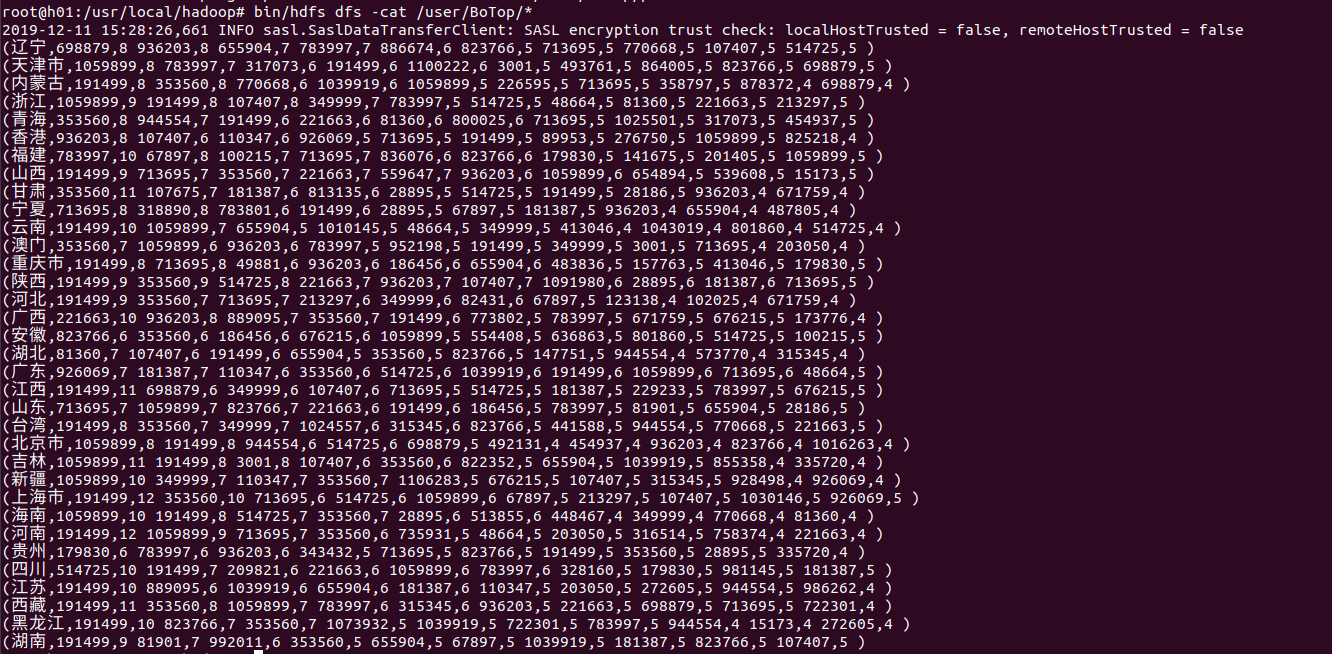 root@h01:/usr/local/hadoop# bin/hdfs dfs -cat /user/BoTop/*
2019-12-11 15:28:26,661 INFO sasl.SaslDataTransferClient: SASL encryption trust check: localHostTrusted = false, remoteHostTrusted = false
(辽宁,698879,8 936203,8 655904,7 783997,7 886674,6 823766,5 713695,5 770668,5 107407,5 514725,5 )
(天津市,1059899,8 783997,7 317073,6 191499,6 1100222,6 3001,5 493761,5 864005,5 823766,5 698879,5 )
(内蒙古,191499,8 353560,8 770668,6 1039919,6 1059899,5 226595,5 713695,5 358797,5 878372,4 698879,4 )
(浙江,1059899,9 191499,8 107407,8 349999,7 783997,5 514725,5 48664,5 81360,5 221663,5 213297,5 )
(青海,353560,8 944554,7 191499,6 221663,6 81360,6 800025,6 713695,5 1025501,5 317073,5 454937,5 )
(香港,936203,8 107407,6 110347,6 926069,5 713695,5 191499,5 89953,5 276750,5 1059899,5 825218,4 )
(福建,783997,10 67897,8 100215,7 713695,7 836076,6 823766,6 179830,5 141675,5 201405,5 1059899,5 )
(山西,191499,9 713695,7 353560,7 221663,7 559647,7 936203,6 1059899,6 654894,5 539608,5 15173,5 )
(甘肃,353560,11 107675,7 181387,6 813135,6 28895,5 514725,5 191499,5 28186,5 936203,4 671759,4 )
(宁夏,713695,8 318890,8 783801,6 191499,6 28895,5 67897,5 181387,5 936203,4 655904,4 487805,4 )
(云南,191499,10 1059899,7 655904,5 1010145,5 48664,5 349999,5 413046,4 1043019,4 801860,4 514725,4 )
(澳门,353560,7 1059899,6 936203,6 783997,5 952198,5 191499,5 349999,5 3001,5 713695,4 203050,4 )
(重庆市,191499,8 713695,8 49881,6 936203,6 186456,6 655904,6 483836,5 157763,5 413046,5 179830,5 )
(陕西,191499,9 353560,9 514725,8 221663,7 936203,7 107407,7 1091980,6 28895,6 181387,6 713695,5 )
(河北,191499,9 353560,7 713695,7 213297,6 349999,6 82431,6 67897,5 123138,4 102025,4 671759,4 )
(广西,221663,10 936203,8 889095,7 353560,7 191499,6 773802,5 783997,5 671759,5 676215,5 173776,4 )
(安徽,823766,6 353560,6 186456,6 676215,6 1059899,5 554408,5 636863,5 801860,5 514725,5 100215,5 )
(湖北,81360,7 107407,6 191499,6 655904,5 353560,5 823766,5 147751,5 944554,4 573770,4 315345,4 )
(广东,926069,7 181387,7 110347,6 353560,6 514725,6 1039919,6 191499,6 1059899,6 713695,6 48664,5 )
(江西,191499,11 698879,6 349999,6 107407,6 713695,5 514725,5 181387,5 229233,5 783997,5 676215,5 )
(山东,713695,7 1059899,7 823766,7 221663,6 191499,6 186456,5 783997,5 81901,5 655904,5 28186,5 )
(台湾,191499,8 353560,7 349999,7 1024557,6 315345,6 823766,5 441588,5 944554,5 770668,5 221663,5 )
(北京市,1059899,8 191499,8 944554,6 514725,6 698879,5 492131,4 454937,4 936203,4 823766,4 1016263,4 )
(吉林,1059899,11 191499,8 3001,8 107407,6 353560,6 822352,5 655904,5 1039919,5 855358,4 335720,4 )
(新疆,1059899,10 349999,7 110347,7 353560,7 1106283,5 676215,5 107407,5 315345,5 928498,4 926069,4 )
(上海市,191499,12 353560,10 713695,6 514725,6 1059899,6 67897,5 213297,5 107407,5 1030146,5 926069,5 )
(海南,1059899,10 191499,8 514725,7 353560,7 28895,6 513855,6 448467,4 349999,4 770668,4 81360,4 )
(河南,191499,12 1059899,9 713695,7 353560,6 735931,5 48664,5 203050,5 316514,5 758374,4 221663,4 )
(贵州,179830,6 783997,6 936203,6 343432,5 713695,5 823766,5 191499,5 353560,5 28895,5 335720,4 )
(四川,514725,10 191499,7 209821,6 221663,6 1059899,6 783997,6 328160,5 179830,5 981145,5 181387,5 )
(江苏,191499,10 889095,6 1039919,6 655904,6 181387,6 110347,5 203050,5 272605,5 944554,5 986262,4 )
(西藏,191499,11 353560,8 1059899,7 783997,6 315345,6 936203,5 221663,5 698879,5 713695,5 722301,4 )
(黑龙江,191499,10 823766,7 353560,7 1073932,5 1039919,5 722301,5 783997,5 944554,4 15173,4 272605,4 )
(湖南,191499,9 81901,7 992011,6 353560,5 655904,5 67897,5 1039919,5 181387,5 823766,5 107407,5 )